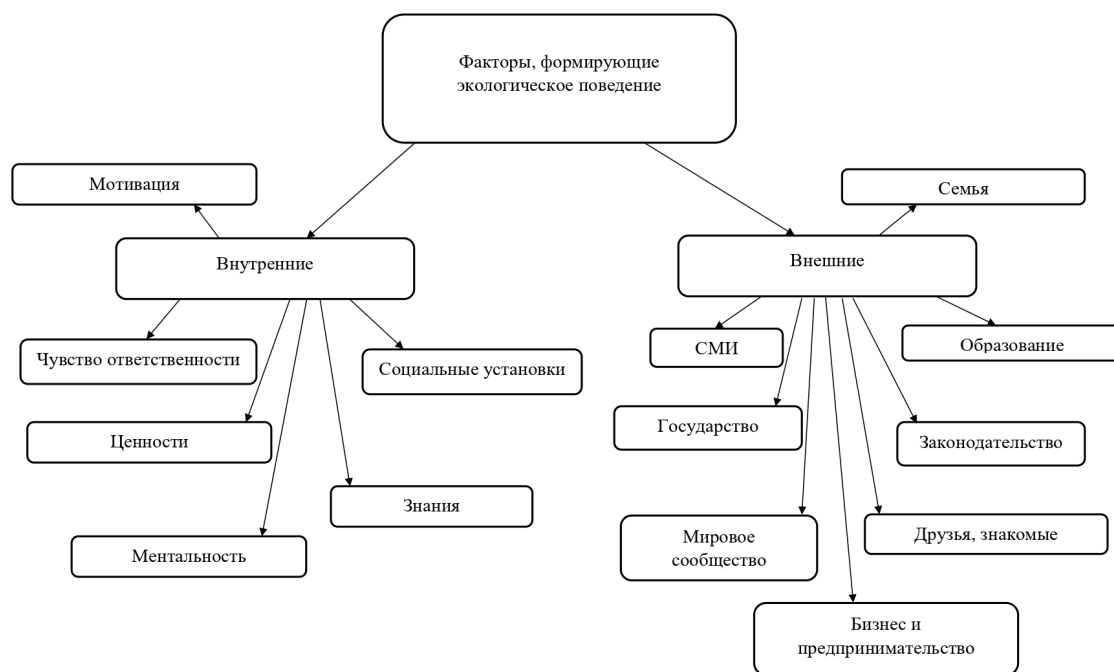 Факторы, формирующие
экологическое поведение
Мотивация
Семья
Внутренние
Внешние
Чувство ответственности
Социальные установки
СМИ
Образование
Ценности
Государство
Законодательство
Знания
Ментальность
Мировое
сообщество
Друзья, знакомые
Бизнес и
предпринимательство